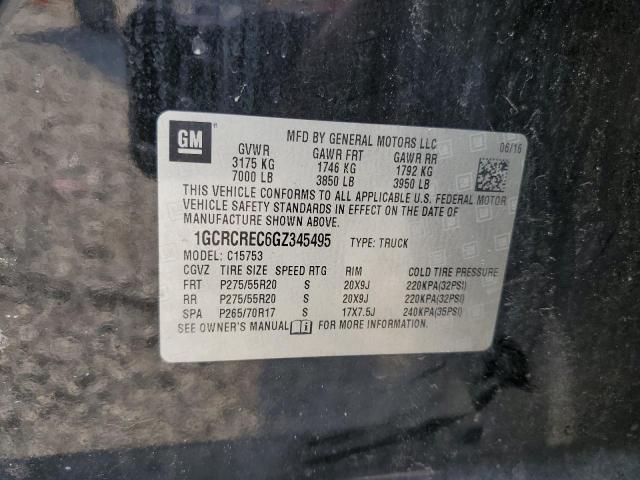 GM
MFD BY GENERAL MOTORS LLC 06/16
GVWR GAWR FRT GAWR RR
3175 KG 1746 KG 1792 KG
7000 LB 3850 LB 3950 LB
THIS VEHICLE CONFORMS TO ALL APPLICABLE U.S. FEDERAL MOTOR
VEHICLE SAFETY STANDARDS IN EFFECT ON THE DATE OF
MANUFACTURE SHOWN ABOVE.
1GCRCREC6GZ345495 TYPE: TRUCK
MODEL: C15753
CGVZ TIRE SIZE SPEED RTG RIM COLD TIRE PRESSURE
FRT P275/55R20 S 20X9J 220KPA(32PSI)
RR P275/55R20 S 20X9J 220KPA(32PSI)
SPA P265/70R17 S 17X7.5J 240KPA(35PSI)
SEE OWNER'S MANUAL FOR MORE INFORMATION.